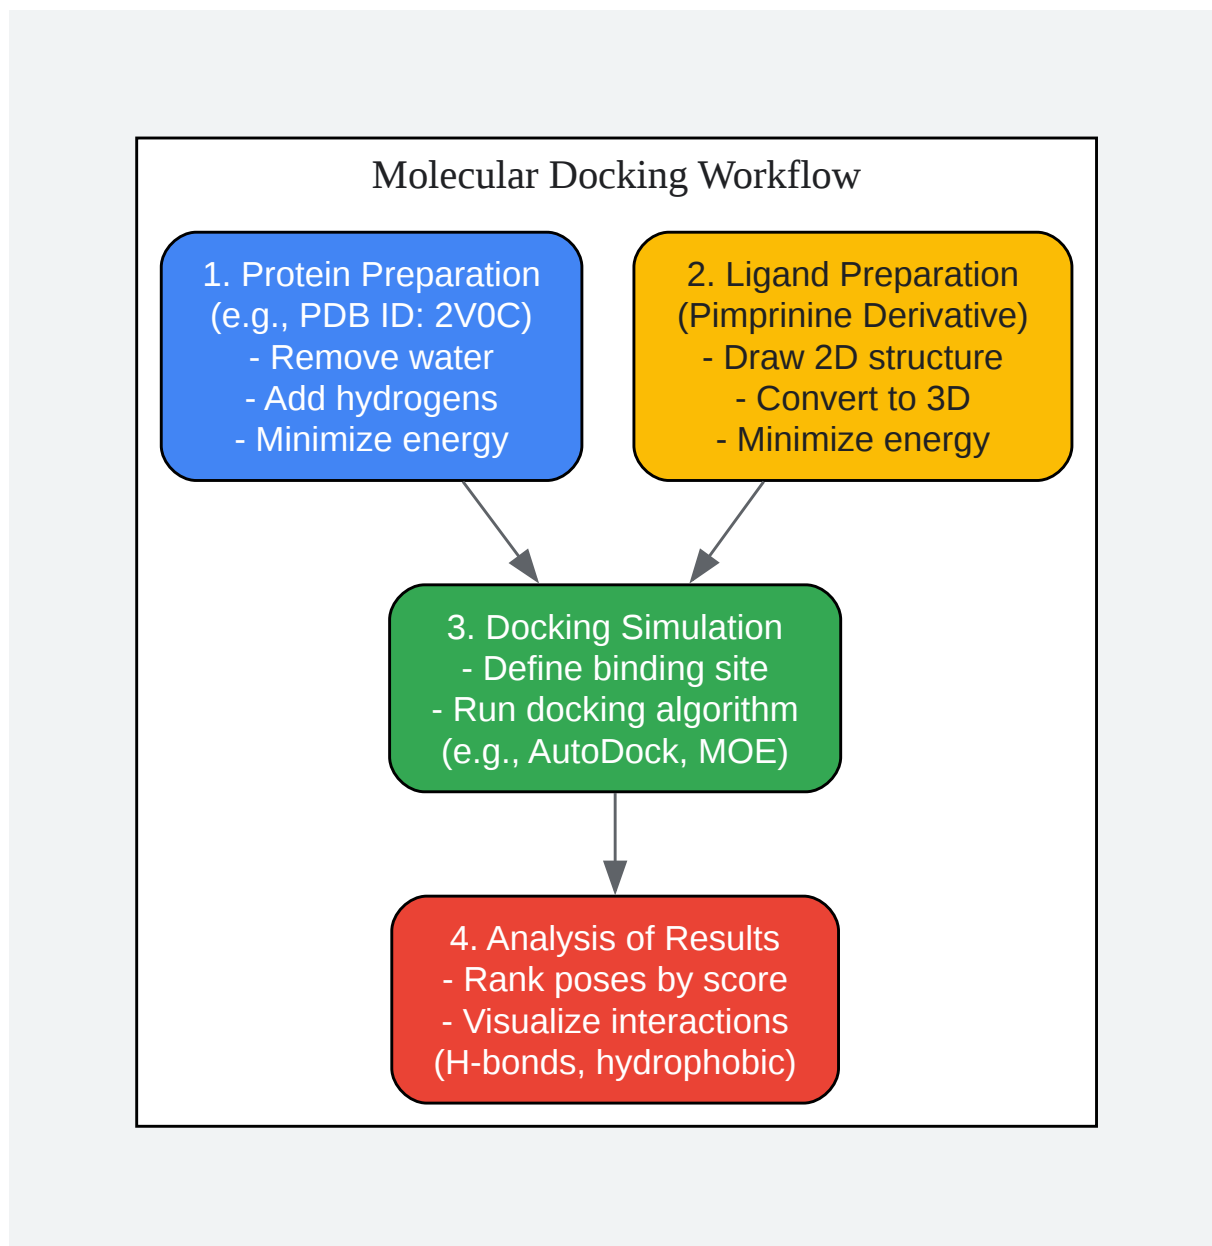 Molecular Docking Workflow
1. Protein Preparation
(e.g., PDB ID: 2V0C)
- Remove water
- Add hydrogens
- Minimize energy
2. Ligand Preparation
(Pimprinine Derivative)
- Draw 2D structure
- Convert to 3D
- Minimize energy
3. Docking Simulation
- Define binding site
- Run docking algorithm
(e.g., AutoDock, MOE)
4. Analysis of Results
- Rank poses by score
- Visualize interactions
(H-bonds, hydrophobic)